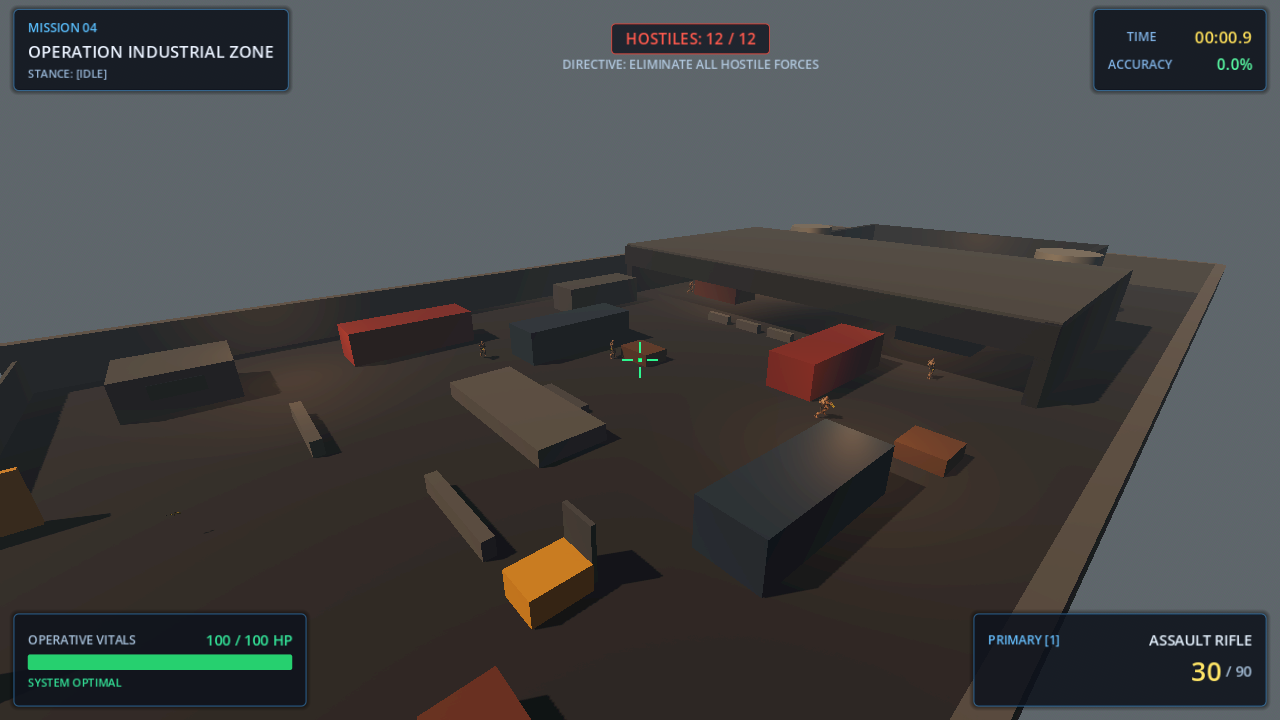 MISSION 04
OPERATION INDUSTRIAL ZONE
STANCE: [IDLE]
HOSTILES: 12 / 12
DIRECTIVE: ELIMINATE ALL HOSTILE FORCES
TIME 00:00.9
ACCURACY 0.0%
OPERATIVE VITALS 100 / 100 HP
SYSTEM OPTIMAL
PRIMARY [1] ASSAULT RIFLE
30 / 90